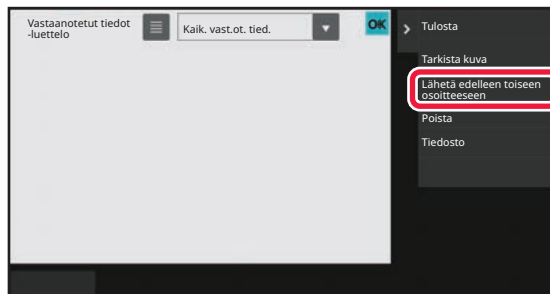 Vastaanotetut tiedot
-luettelo
Kaik. vast.ot. tied.
OK
Tulosta
Tarkista kuva
Lähetä edelleen toiseen
osoitteeseen
Poista
Tiedosto